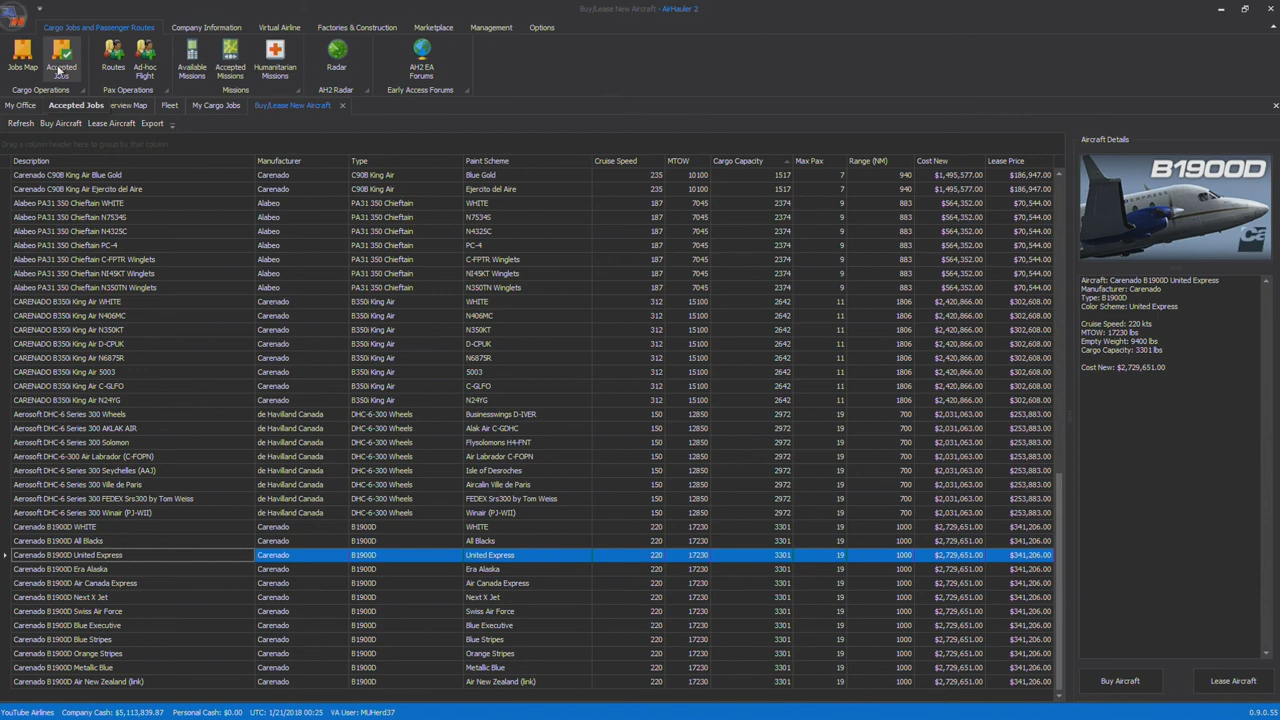 Buy/Lease New Aircraft - AirHauler 2
Cargo Jobs and Passenger Routes Company Information Virtual Airline Factories & Construction Marketplace Management Options
Jobs Map Accepted Jobs Routes Ad-hoc Flight Available Missions Accepted Missions Humanitarian Missions Radar AH2 EA Forums
Cargo Operations Pax Operations Missions AH2 Radar Early Access Forums
My Office Accepted Jobs erview Map Fleet My Cargo Jobs Buy/Lease New Aircraft
Refresh Buy Aircraft Lease Aircraft Export
Drag a column header here to group by that column
Aircraft Details
Description Manufacturer Type Paint Scheme Cruise Speed MTOW Cargo Capacity Max Pax Range (NM) Cost New Lease Price
Carenado C90B King Air Blue Gold Carenado C90B King Air Blue Gold 235 10100 1517 7 940 $1,495,577.00 $186,947.00
Carenado C90B King Air Ejercito del Aire Carenado C90B King Air Ejercito del Aire 235 10100 1517 7 940 $1,495,577.00 $186,947.00
Alabeo PA31 350 Chieftain WHITE Alabeo PA31 350 Chieftain WHITE 187 7045 2374 9 883 $564,352.00 $70,544.00
Alabeo PA31 350 Chieftain N7534S Alabeo PA31 350 Chieftain N7534S 187 7045 2374 9 883 $564,352.00 $70,544.00
Alabeo PA31 350 Chieftain N432SC Alabeo PA31 350 Chieftain N432SC 187 7045 2374 9 883 $564,352.00 $70,544.00
Alabeo PA31 350 Chieftain PC-4 Alabeo PA31 350 Chieftain PC-4 187 7045 2374 9 883 $564,352.00 $70,544.00
Alabeo PA31 350 Chieftain C-FPTR Winglets Alabeo PA31 350 Chieftain C-FPTR Winglets 187 7045 2374 9 883 $564,352.00 $70,544.00
Alabeo PA31 350 Chieftain NI45KT Winglets Alabeo PA31 350 Chieftain NI45KT Winglets 187 7045 2374 9 883 $564,352.00 $70,544.00
Alabeo PA31 350 Chieftain N350TN Winglets Alabeo PA31 350 Chieftain N350TN Winglets 187 7045 2374 9 883 $564,352.00 $70,544.00
CARENADO B350i King Air WHITE Carenado B350i King Air WHITE 312 15100 2642 11 1806 $2,420,866.00 $302,608.00
CARENADO B350i King Air N406MC Carenado B350i King Air N406MC 312 15100 2642 11 1806 $2,420,866.00 $302,608.00
CARENADO B350i King Air N350KT Carenado B350i King Air N350KT 312 15100 2642 11 1806 $2,420,866.00 $302,608.00
CARENADO B350i King Air D-CPUK Carenado B350i King Air D-CPUK 312 15100 2642 11 1806 $2,420,866.00 $302,608.00
CARENADO B350i King Air N6875R Carenado B350i King Air N6875R 312 15100 2642 11 1806 $2,420,866.00 $302,608.00
CARENADO B350i King Air 5003 Carenado B350i King Air 5003 312 15100 2642 11 1806 $2,420,866.00 $302,608.00
CARENADO B350i King Air C-GLFO Carenado B350i King Air C-GLFO 312 15100 2642 11 1806 $2,420,866.00 $302,608.00
CARENADO B350i King Air N24YG Carenado B350i King Air N24YG 312 15100 2642 11 1806 $2,420,866.00 $302,608.00
Aerosoft DHC-6 Series 300 Wheels de Havilland Canada DHC-6-300 Wheels Businesswings D-IVER 150 12850 2972 19 700 $2,031,063.00 $253,883.00
Aerosoft DHC-6 Series 300 AKLAK AIR de Havilland Canada DHC-6-300 Wheels Alak Air C-GDHC 150 12850 2972 19 700 $2,031,063.00 $253,883.00
Aerosoft DHC-6 Series 300 Solomon de Havilland Canada DHC-6-300 Wheels Flysolomons H4-FNT 150 12850 2972 19 700 $2,031,063.00 $253,883.00
Aerosoft DHC-6-300 Air Labrador (C-FOPN) de Havilland Canada DHC-6-300 Wheels Air Labrador C-FOPN 150 12850 2972 19 700 $2,031,063.00 $253,883.00
Aerosoft DHC-6 Series 300 Seychelles (AAJ) de Havilland Canada DHC-6-300 Wheels Isle of Desroches 150 12850 2972 19 700 $2,031,063.00 $253,883.00
Aerosoft DHC-6 Series 300 Ville de Paris de Havilland Canada DHC-6-300 Wheels Aircalin Ville de Paris 150 12850 2972 19 700 $2,031,063.00 $253,883.00
Aerosoft DHC-6 Series 300 FEDEX Srs300 by Tom Weiss de Havilland Canada DHC-6-300 Wheels FEDEX Srs300 by Tom Weiss 150 12850 2972 19 700 $2,031,063.00 $253,883.00
Aerosoft DHC-6 Series 300 Winair (PJ-WII) de Havilland Canada DHC-6-300 Wheels Winair (PJ-WII) 150 12850 2972 19 700 $2,031,063.00 $253,883.00
Carenado B1900D WHITE Carenado B1900D WHITE 220 17230 3301 19 1000 $2,729,651.00 $341,206.00
Carenado B1900D All Blacks Carenado B1900D All Blacks 220 17230 3301 19 1000 $2,729,651.00 $341,206.00
Carenado B1900D United Express Carenado B1900D United Express 220 17230 3301 19 1000 $2,729,651.00 $341,206.00
Carenado B1900D Era Alaska Carenado B1900D Era Alaska 220 17230 3301 19 1000 $2,729,651.00 $341,206.00
Carenado B1900D Air Canada Express Carenado B1900D Air Canada Express 220 17230 3301 19 1000 $2,729,651.00 $341,206.00
Carenado B1900D Next X Jet Carenado B1900D Next X Jet 220 17230 3301 19 1000 $2,729,651.00 $341,206.00
Carenado B1900D Swiss Air Force Carenado B1900D Swiss Air Force 220 17230 3301 19 1000 $2,729,651.00 $341,206.00
Carenado B1900D Blue Executive Carenado B1900D Blue Executive 220 17230 3301 19 1000 $2,729,651.00 $341,206.00
Carenado B1900D Blue Stripes Carenado B1900D Blue Stripes 220 17230 3301 19 1000 $2,729,651.00 $341,206.00
Carenado B1900D Orange Stripes Carenado B1900D Orange Stripes 220 17230 3301 19 1000 $2,729,651.00 $341,206.00
Carenado B1900D Metallic Blue Carenado B1900D Metallic Blue 220 17230 3301 19 1000 $2,729,651.00 $341,206.00
Carenado B1900D Air New Zealand (link) Carenado B1900D Air New Zealand (link) 220 17230 3301 19 1000 $2,729,651.00 $341,206.00
B1900D
Aircraft: Carenado B1900D United Express
Manufacturer: Carenado
Type: B1900D
Color Scheme: United Express
Cruise Speed: 220 kts
MTOW: 17230 lbs
Empty Weight: 9400 lbs
Cargo Capacity: 3301 lbs
Cost New: $2,729,651.00
Buy Aircraft Lease Aircraft
YouTube Airlines Company Cash: $5,113,839.87 Personal Cash: $0.00 UTC: 1/21/2018 00:25 VA User: MUHerd37 0.9.0.55